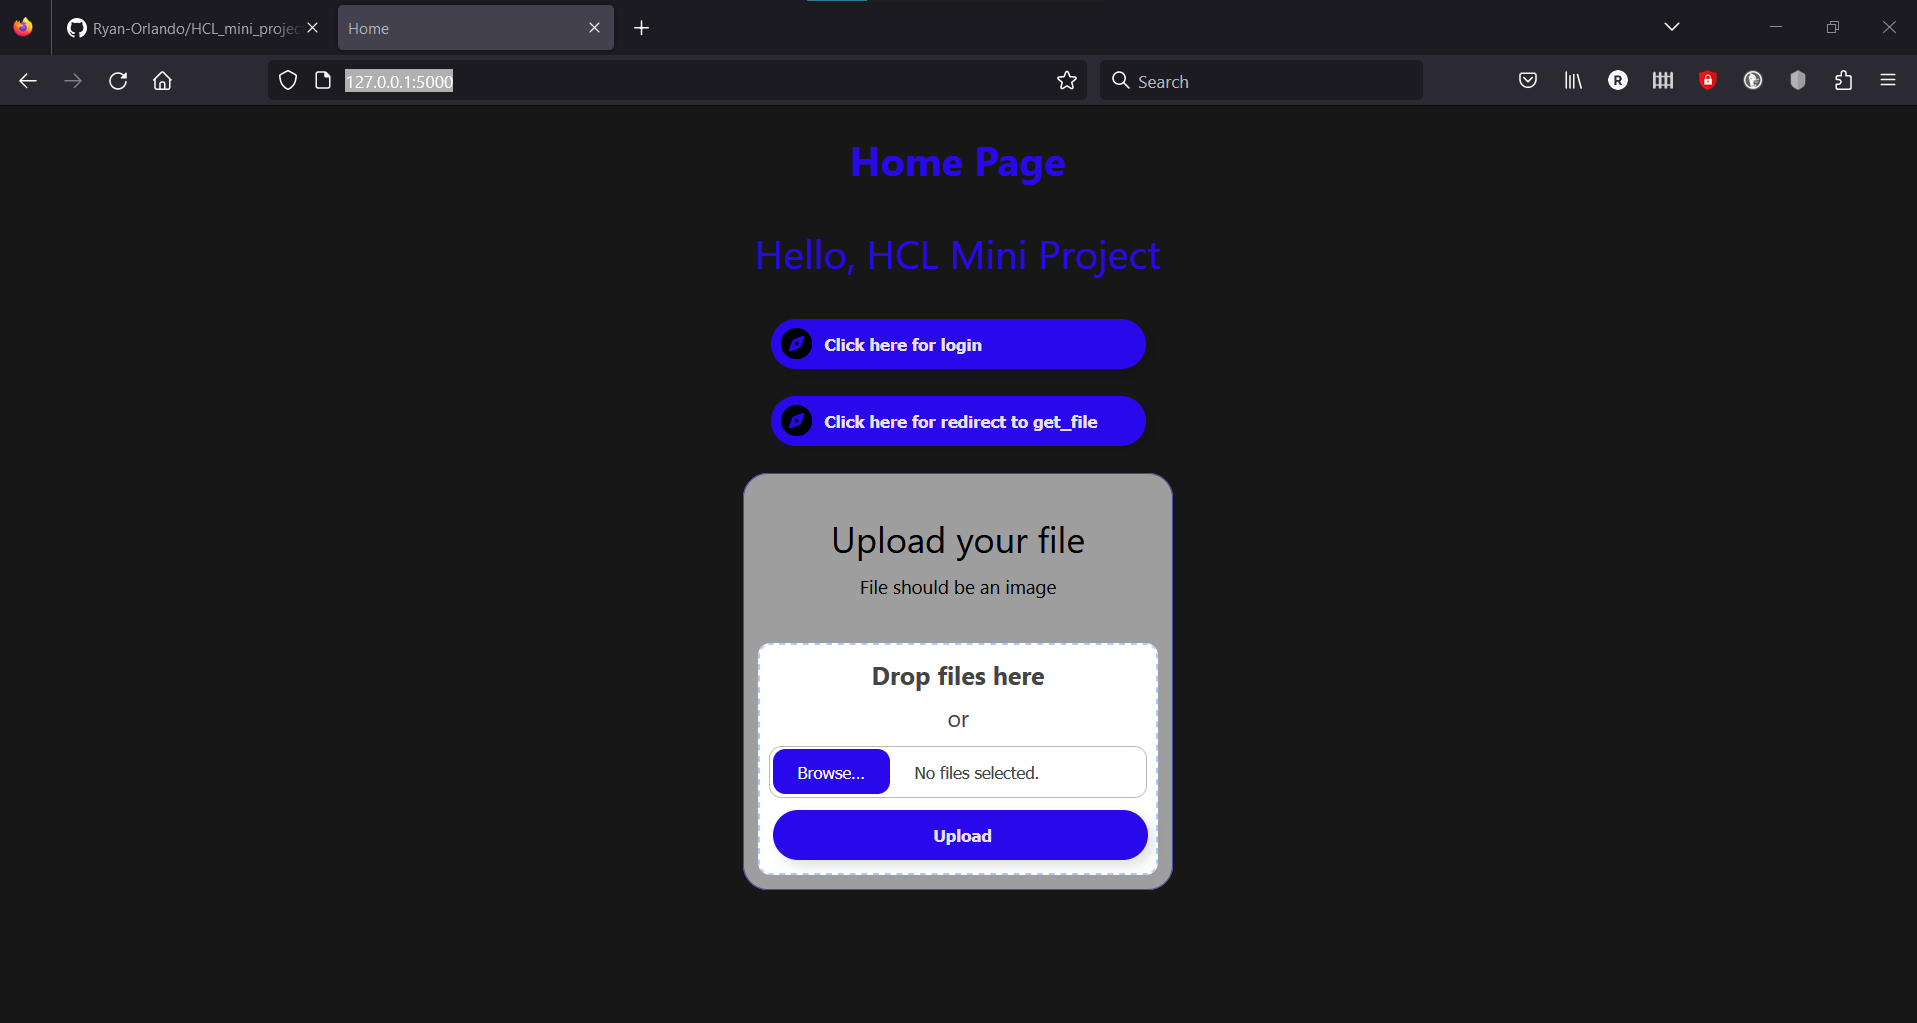 Ryan-Orlando/HCL_mini_projec
Home
127.0.0.1:5000
Search
R
Home Page
Hello, HCL Mini Project
Click here for login
Click here for redirect to get_file
Upload your file
File should be an image
Drop files here
or
Browse...
No files selected.
Upload